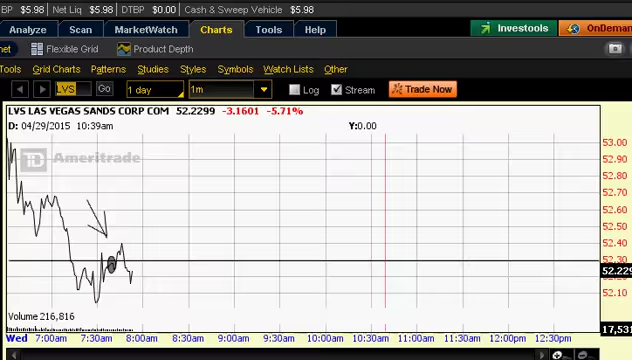 BP $5.98 Net Liq $5.98 DTBP $0.00 Cash & Sweep Vehicle $5.98
Analyze Scan MarketWatch Charts Tools Help Investools OnDeman
Flexible Grid Product Depth
Tools Grid Charts Patterns Studies Styles Symbols Watch Lists Other
LVS Go 1 day 1m Log Stream Trade Now
LVS LAS VEGAS SANDS CORP COM 52.2299 -3.1601 -5.71%
D: 04/29/2015 10:39am Y:0.00
53.00
TD Ameritrade
52.90
52.80
52.70
52.60
52.50
52.40
52.30
52.229
52.10
Volume 216,816
17,531
Wed 7:00am 7:30am 8:00am 8:30am 9:00am 9:30am 10:00am 10:30am 11:00am 11:30am 12:00pm 12:30pm